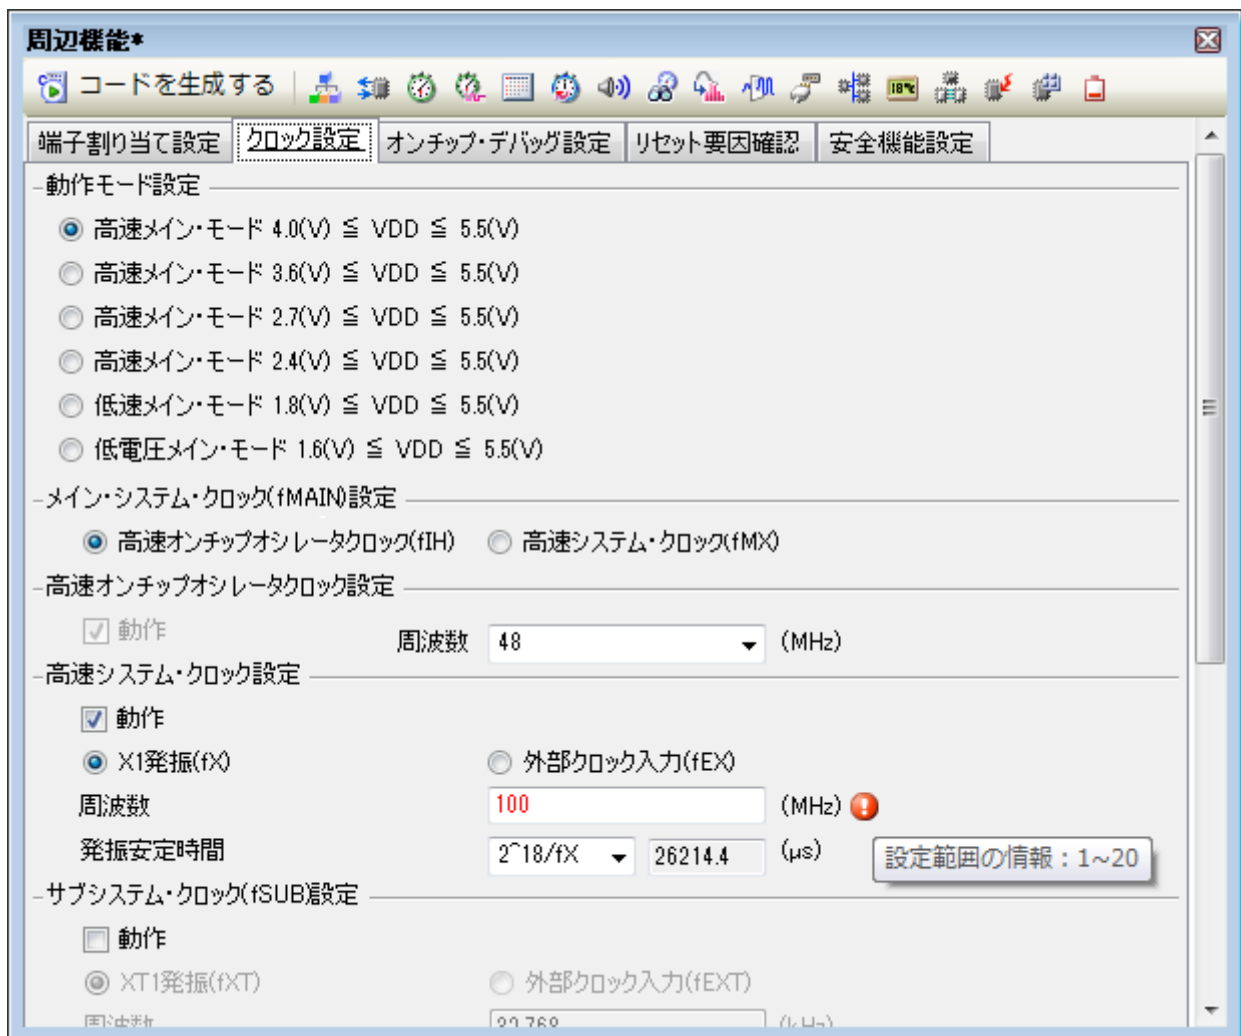 周辺機能*
コードを生成する
端子割り当て設定 クロック設定 オンチップ・デバッグ設定 リセット要因確認 安全機能設定
動作モード設定
高速メイン・モード 4.0(V) ≦ VDD ≦ 5.5(V)
高速メイン・モード 3.6(V) ≦ VDD ≦ 5.5(V)
高速メイン・モード 2.7(V) ≦ VDD ≦ 5.5(V)
高速メイン・モード 2.4(V) ≦ VDD ≦ 5.5(V)
低速メイン・モード 1.8(V) ≦ VDD ≦ 5.5(V)
低電圧メイン・モード 1.6(V) ≦ VDD ≦ 5.5(V)
メイン・システム・クロック(fMAIN)設定
高速オンチップオシレータクロック(fIH) 高速システム・クロック(fMX)
高速オンチップオシレータクロック設定
動作 周波数 48 (MHz)
高速システム・クロック設定
動作
X1発振(fX) 外部クロック入力(fEX)
周波数 100 (MHz)
発振安定時間 2^18/fX 26214.4 (μs) 設定範囲の情報：1~20
サブシステム・クロック(fSUB)設定
動作
XT1発振(fXT) 外部クロック入力(fEXT)
周波数 32.768 (kHz)